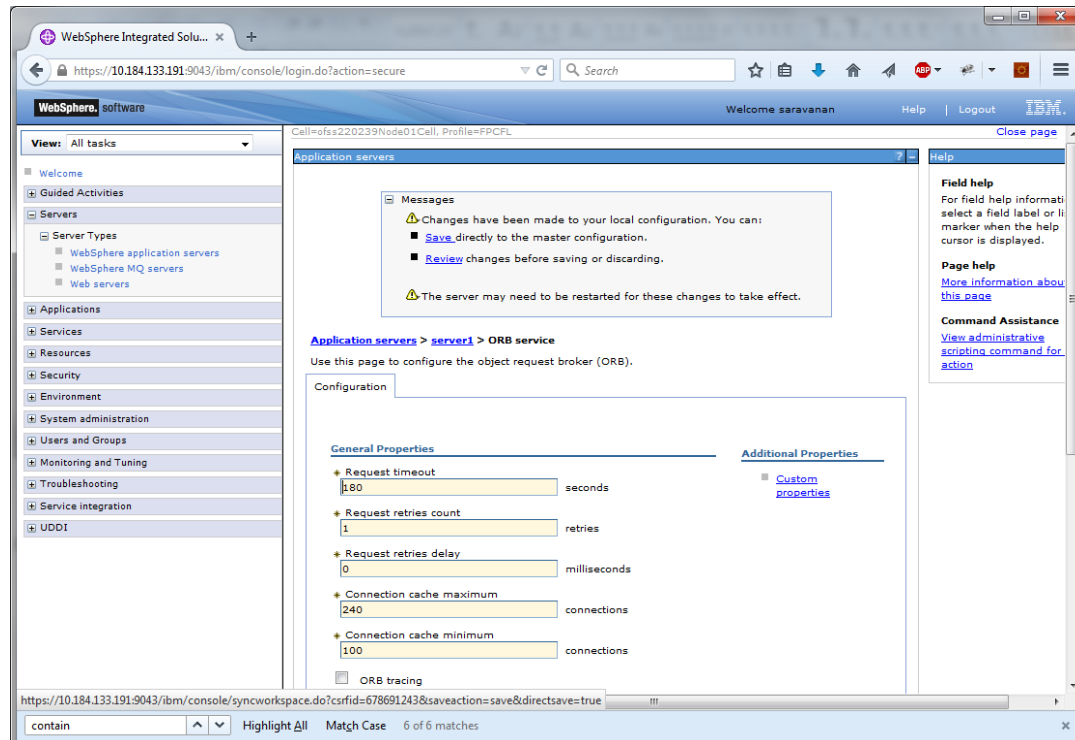 WebSphere Integrated Solu...
https://10.184.133.191:9043/ibm/console/login.do?action=secure
Search
ABP
WebSphere. software
Welcome saravanan
Help | Logout
IBM.
View: All tasks
Welcome
Guided Activities
Servers
Server Types
WebSphere application servers
WebSphere MQ servers
Web servers
Applications
Services
Resources
Security
Environment
System administration
Users and Groups
Monitoring and Tuning
Troubleshooting
Service integration
UDDI
Cell=ofss220239Node01Cell, Profile=FPCFL
Close page
Application servers
? –
Messages
Changes have been made to your local configuration. You can:
Save directly to the master configuration.
Review changes before saving or discarding.
The server may need to be restarted for these changes to take effect.
Application servers > server1 > ORB service
Use this page to configure the object request broker (ORB).
Configuration
General Properties
Request timeout
180 seconds
Request retries count
1 retries
Request retries delay
0 milliseconds
Connection cache maximum
240 connections
Connection cache minimum
100 connections
ORB tracing
Additional Properties
Custom
properties
Help
Field help
For field help informati
select a field label or li
marker when the help
cursor is displayed.
Page help
More information abou
this page
Command Assistance
View administrative
scripting command for
action
https://10.184.133.191:9043/ibm/console/syncworkspace.do?csrfid=678691243&saveaction=save&directsave=true
contain
Highlight All
Match Case
6 of 6 matches